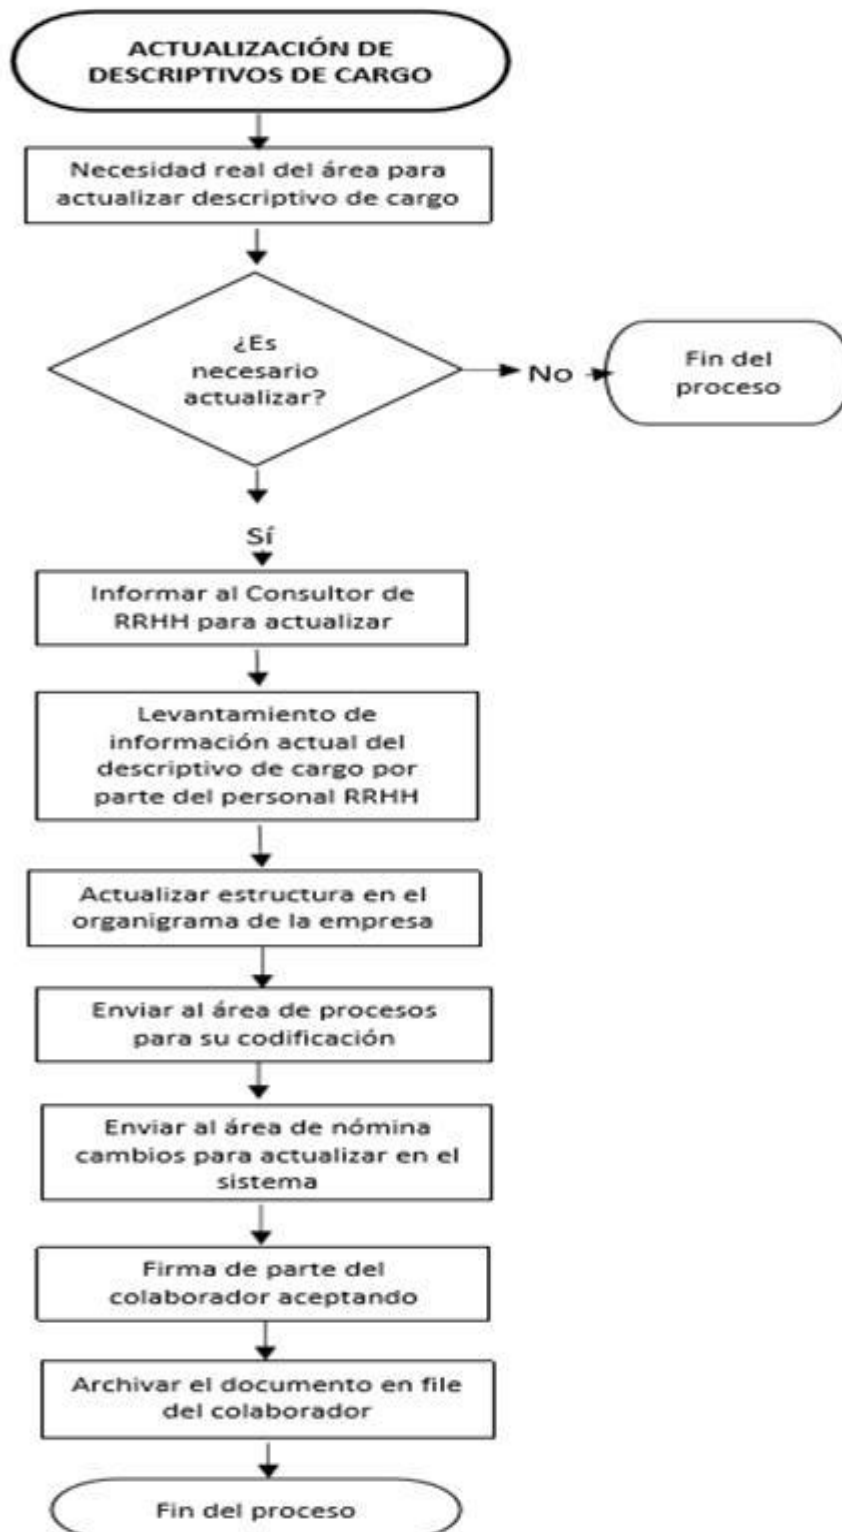 ACTUALIZACIÓN DE
DESCRIPTIVOS DE CARGO
Necesidad real del área para
actualizar descriptivo de cargo
¿Es
necesario
actualizar?
No
Fin del
proceso
Sí
Informar al Consultor de
RRHH para actualizar
Levantamiento de
información actual del
descriptivo de cargo por
parte del personal RRHH
Actualizar estructura en el
organigrama de la empresa
Enviar al área de procesos
para su codificación
Enviar al área de nómina
cambios para actualizar en el
sistema
Firma de parte del
colaborador aceptando
Archivar el documento en file
del colaborador
Fin del proceso